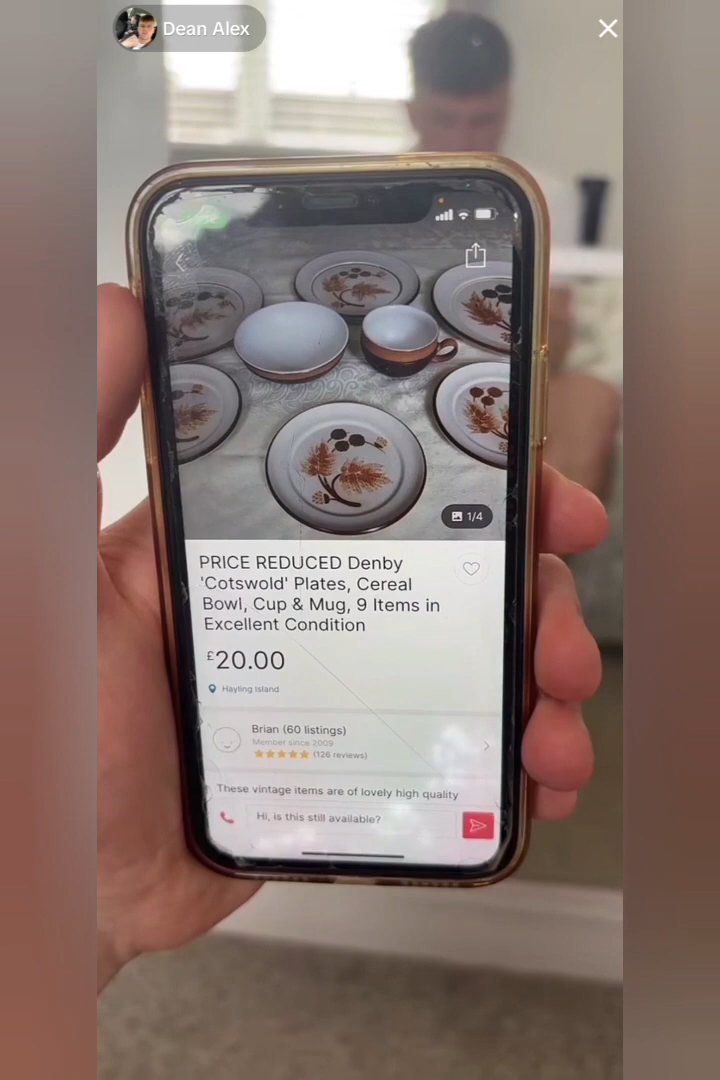 Dean Alex
1/4
PRICE REDUCED Denby
'Cotswold' Plates, Cereal
Bowl, Cup & Mug, 9 Items in
Excellent Condition
£20.00
Hayling Island
Brian (60 listings)
Member since 2009
(126 reviews)
These vintage items are of lovely high quality
Hi, is this still available?